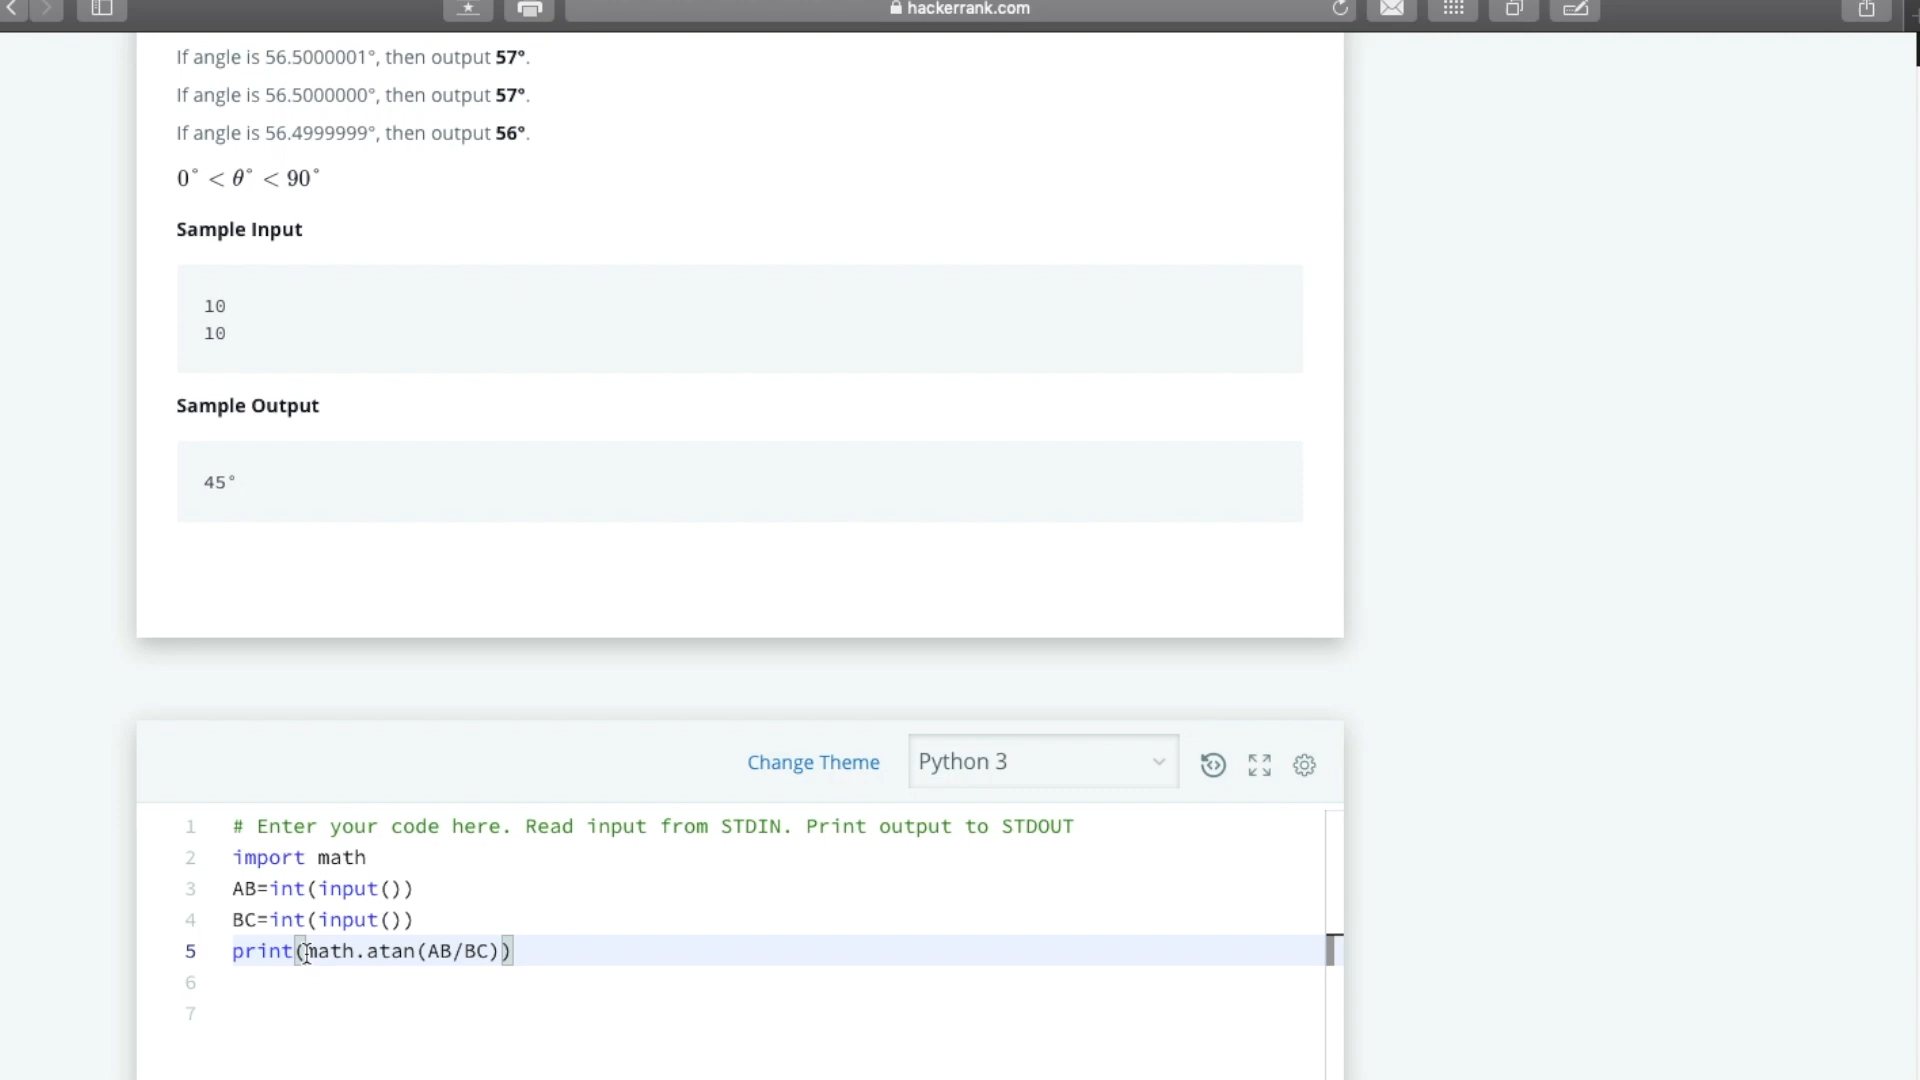 hackerrank.com
If angle is 56.5000001°, then output 57°.
If angle is 56.5000000°, then output 57°.
If angle is 56.4999999°, then output 56°.
0° < θ° < 90°
Sample Input
10
10
Sample Output
45°
Change Theme
Python 3
1 # Enter your code here. Read input from STDIN. Print output to STDOUT
2 import math
3 AB=int(input())
4 BC=int(input())
5 print(math.atan(AB/BC))
6
7